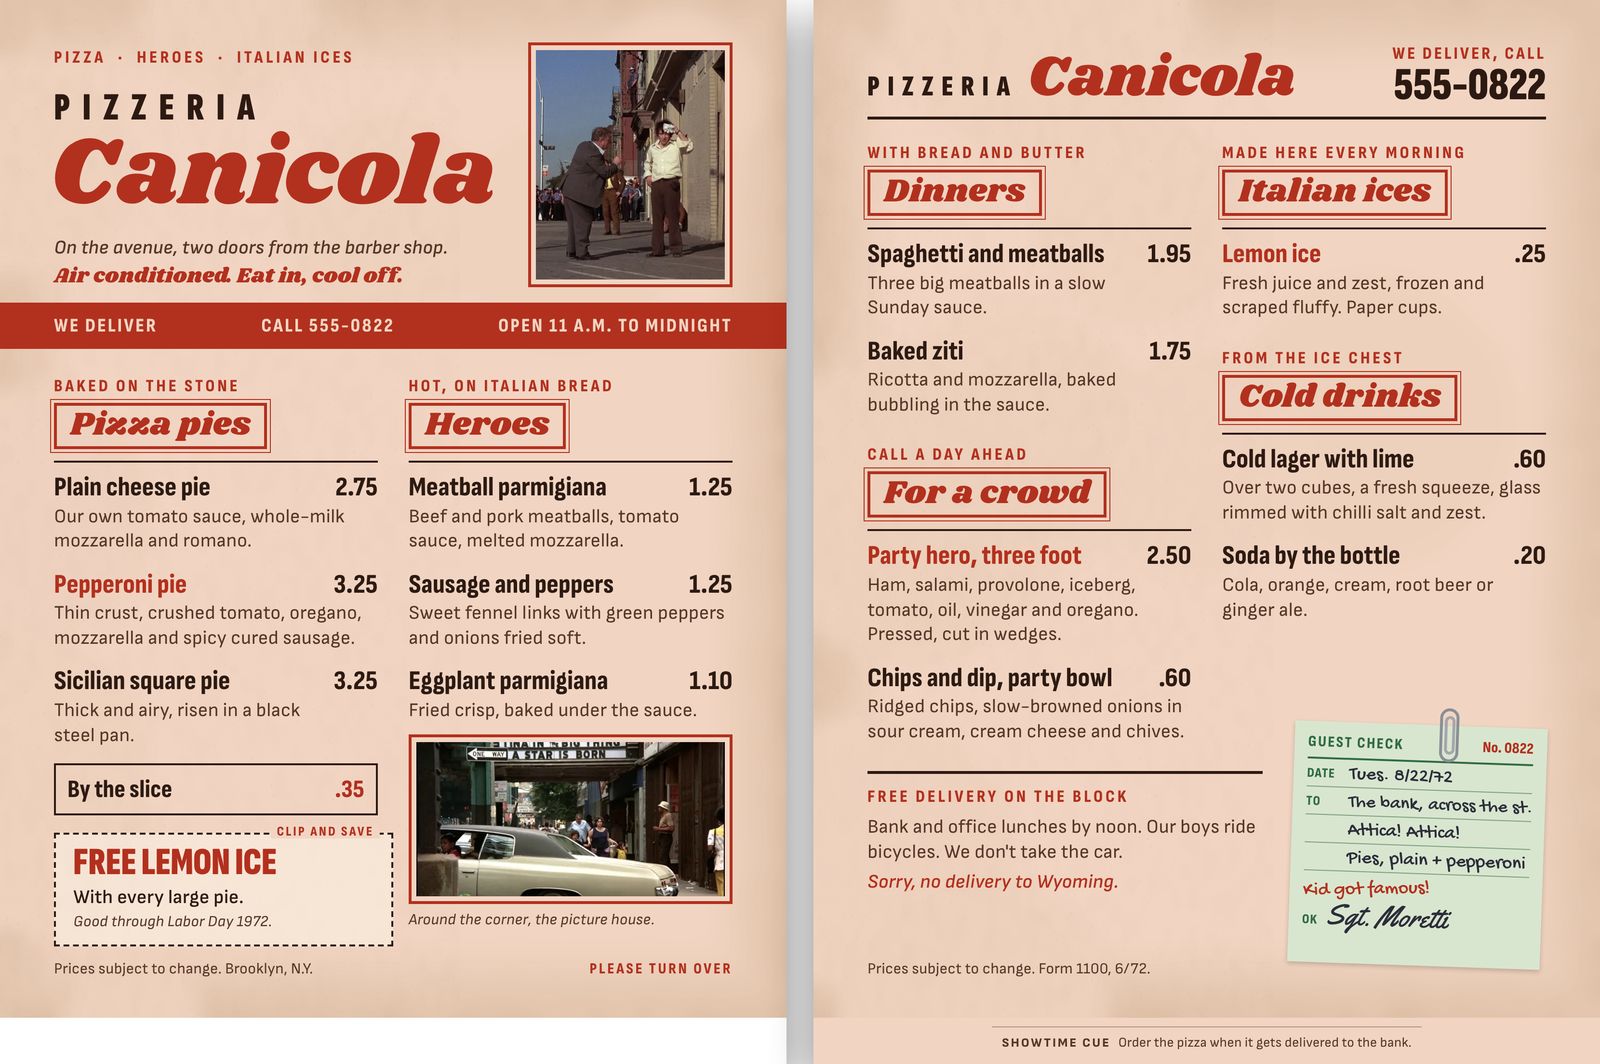 PIZZA · HEROES · ITALIAN ICES
PIZZERIA
Canicola
On the avenue, two doors from the barber shop.
Air conditioned. Eat in, cool off.
WE DELIVER
CALL 555-0822
OPEN 11 A.M. TO MIDNIGHT
BAKED ON THE STONE
Pizza pies
Plain cheese pie 2.75
Our own tomato sauce, whole-milk
mozzarella and romano.
Pepperoni pie 3.25
Thin crust, crushed tomato, oregano,
mozzarella and spicy cured sausage.
Sicilian square pie 3.25
Thick and airy, risen in a black
steel pan.
By the slice .35
CLIP AND SAVE
FREE LEMON ICE
With every large pie.
Good through Labor Day 1972.
HOT, ON ITALIAN BREAD
Heroes
Meatball parmigiana 1.25
Beef and pork meatballs, tomato
sauce, melted mozzarella.
Sausage and peppers 1.25
Sweet fennel links with green peppers
and onions fried soft.
Eggplant parmigiana 1.10
Fried crisp, baked under the sauce.
BIG THING
ONE WAY
A STAR IS BORN
Around the corner, the picture house.
Prices subject to change. Brooklyn, N.Y.
PLEASE TURN OVER
PIZZERIA Canicola
WE DELIVER, CALL
555-0822
WITH BREAD AND BUTTER
Dinners
Spaghetti and meatballs 1.95
Three big meatballs in a slow
Sunday sauce.
Baked ziti 1.75
Ricotta and mozzarella, baked
bubbling in the sauce.
CALL A DAY AHEAD
For a crowd
Party hero, three foot 2.50
Ham, salami, provolone, iceberg,
tomato, oil, vinegar and oregano.
Pressed, cut in wedges.
Chips and dip, party bowl .60
Ridged chips, slow-browned onions in
sour cream, cream cheese and chives.
MADE HERE EVERY MORNING
Italian ices
Lemon ice .25
Fresh juice and zest, frozen and
scraped fluffy. Paper cups.
FROM THE ICE CHEST
Cold drinks
Cold lager with lime .60
Over two cubes, a fresh squeeze, glass
rimmed with chilli salt and zest.
Soda by the bottle .20
Cola, orange, cream, root beer or
ginger ale.
FREE DELIVERY ON THE BLOCK
Bank and office lunches by noon. Our boys ride
bicycles. We don't take the car.
Sorry, no delivery to Wyoming.
GUEST CHECK No. 0822
DATE Tues. 8/22/72
TO The bank, across the st.
Attica! Attica!
Pies, plain + pepperoni
Kid got famous!
OK Sgt. Moretti
Prices subject to change. Form 1100, 6/72.
SHOWTIME CUE Order the pizza when it gets delivered to the bank.